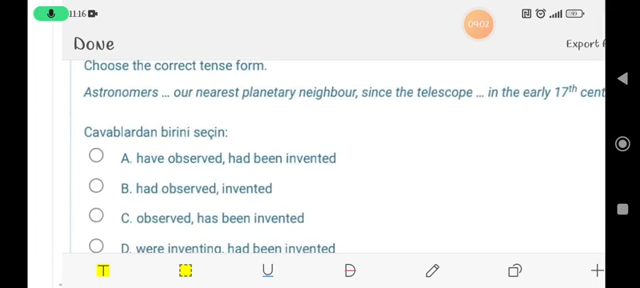 11:16
09:02
Done
Export
Choose the correct tense form.
Astronomers ... our nearest planetary neighbour, since the telescope ... in the early 17th cent
Cavablardan birini seçin:
A. have observed, had been invented
B. had observed, invented
C. observed, has been invented
D. were inventing, had been invented
T
U